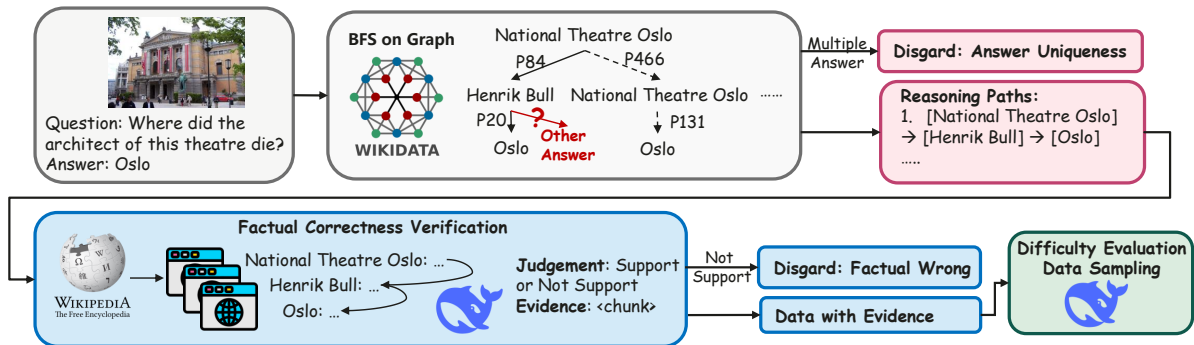 Question: Where did the
architect of this theatre die?
Answer: Oslo
BFS on Graph
WIKIDATA
National Theatre Oslo
P84
P466
Henrik Bull
National Theatre Oslo
......
P20
?
Other
Answer
P131
Oslo
Oslo
Multiple
Answer
Disgard: Answer Uniqueness
Reasoning Paths:
1. [National Theatre Oslo]
→ [Henrik Bull] → [Oslo]
.....
Factual Correctness Verification
WIKIPEDIA
The Free Encyclopedia
National Theatre Oslo: ...
Henrik Bull: ...
Oslo: ...
Judgement: Support
or Not Support
Evidence: <chunk>
Not
Support
Disgard: Factual Wrong
Data with Evidence
Difficulty Evaluation
Data Sampling